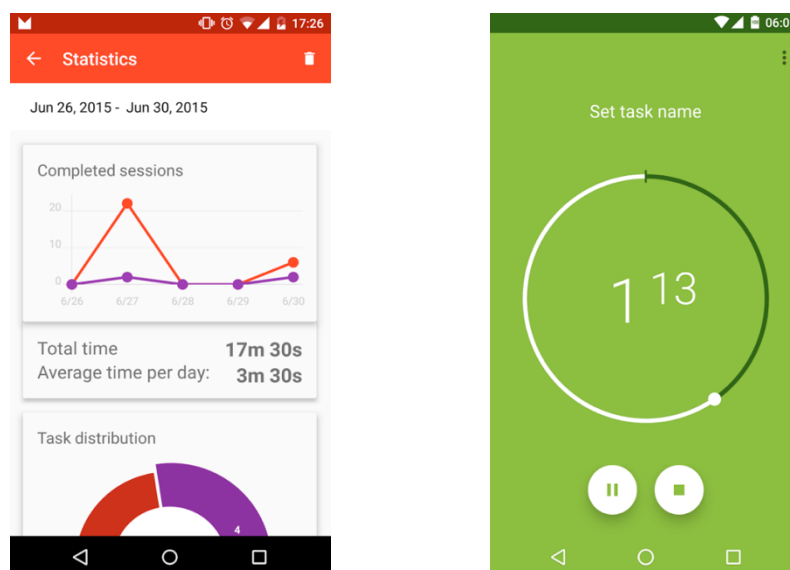 17:26
Statistics
Jun 26, 2015 - Jun 30, 2015
Completed sessions
20
10
0
6/26 6/27 6/28 6/29 6/30
Total time 17m 30s
Average time per day: 3m 30s
Task distribution
4
06:0
Set task name
1 13